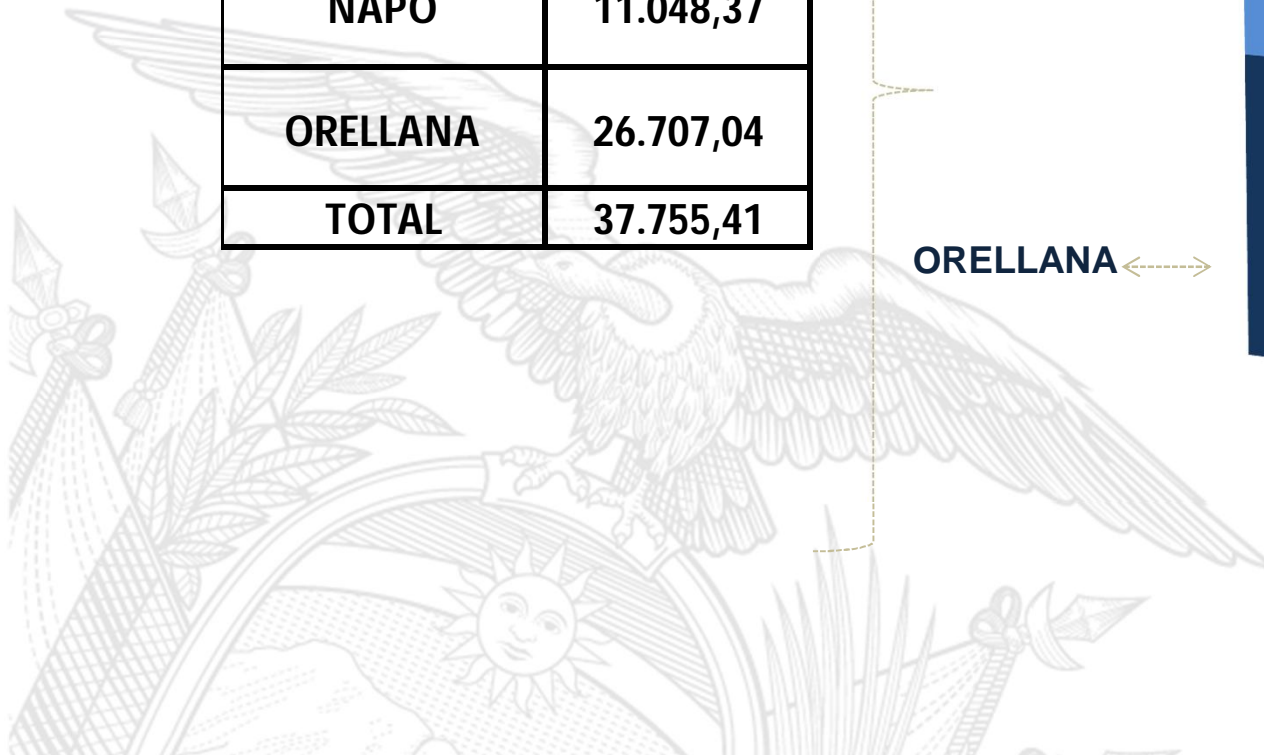 NAPO 11.048,37
ORELLANA 26.707,04
TOTAL 37.755,41
ORELLANA